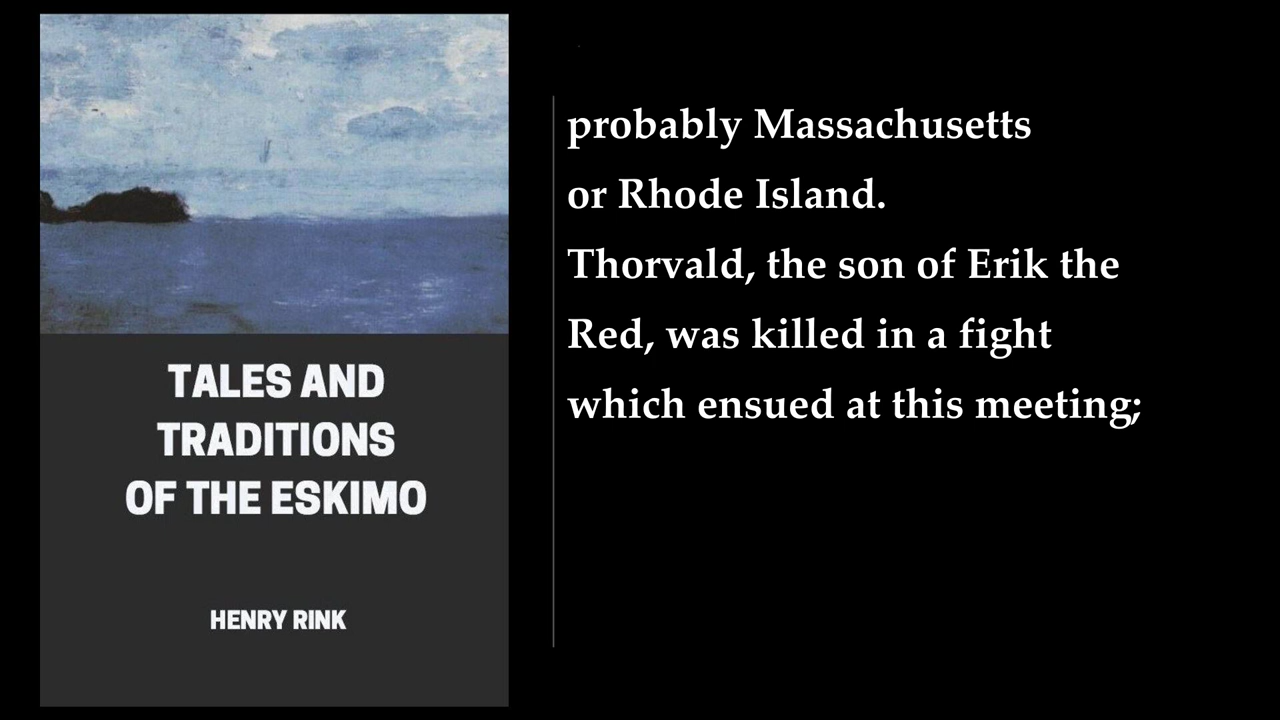 TALES AND
TRADITIONS
OF THE ESKIMO
HENRY RINK
probably Massachusetts
or Rhode Island.
Thorvald, the son of Erik the
Red, was killed in a fight
which ensued at this meeting;